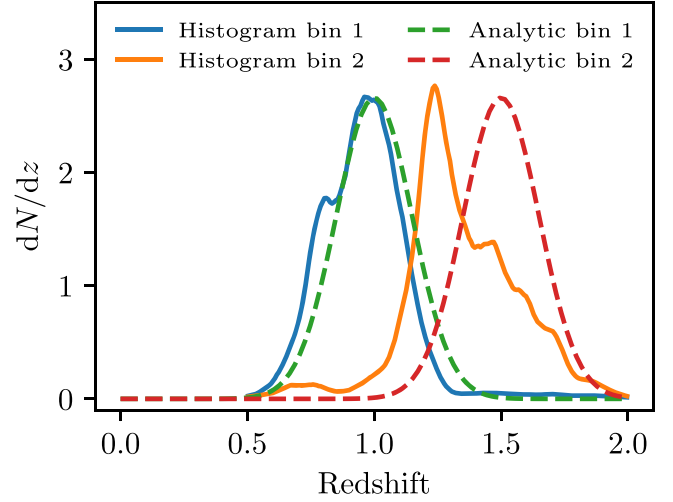 Histogram bin 1
Histogram bin 2
Analytic bin 1
Analytic bin 2
dN/dz
3
2
1
0
0.0 0.5 1.0 1.5 2.0
Redshift